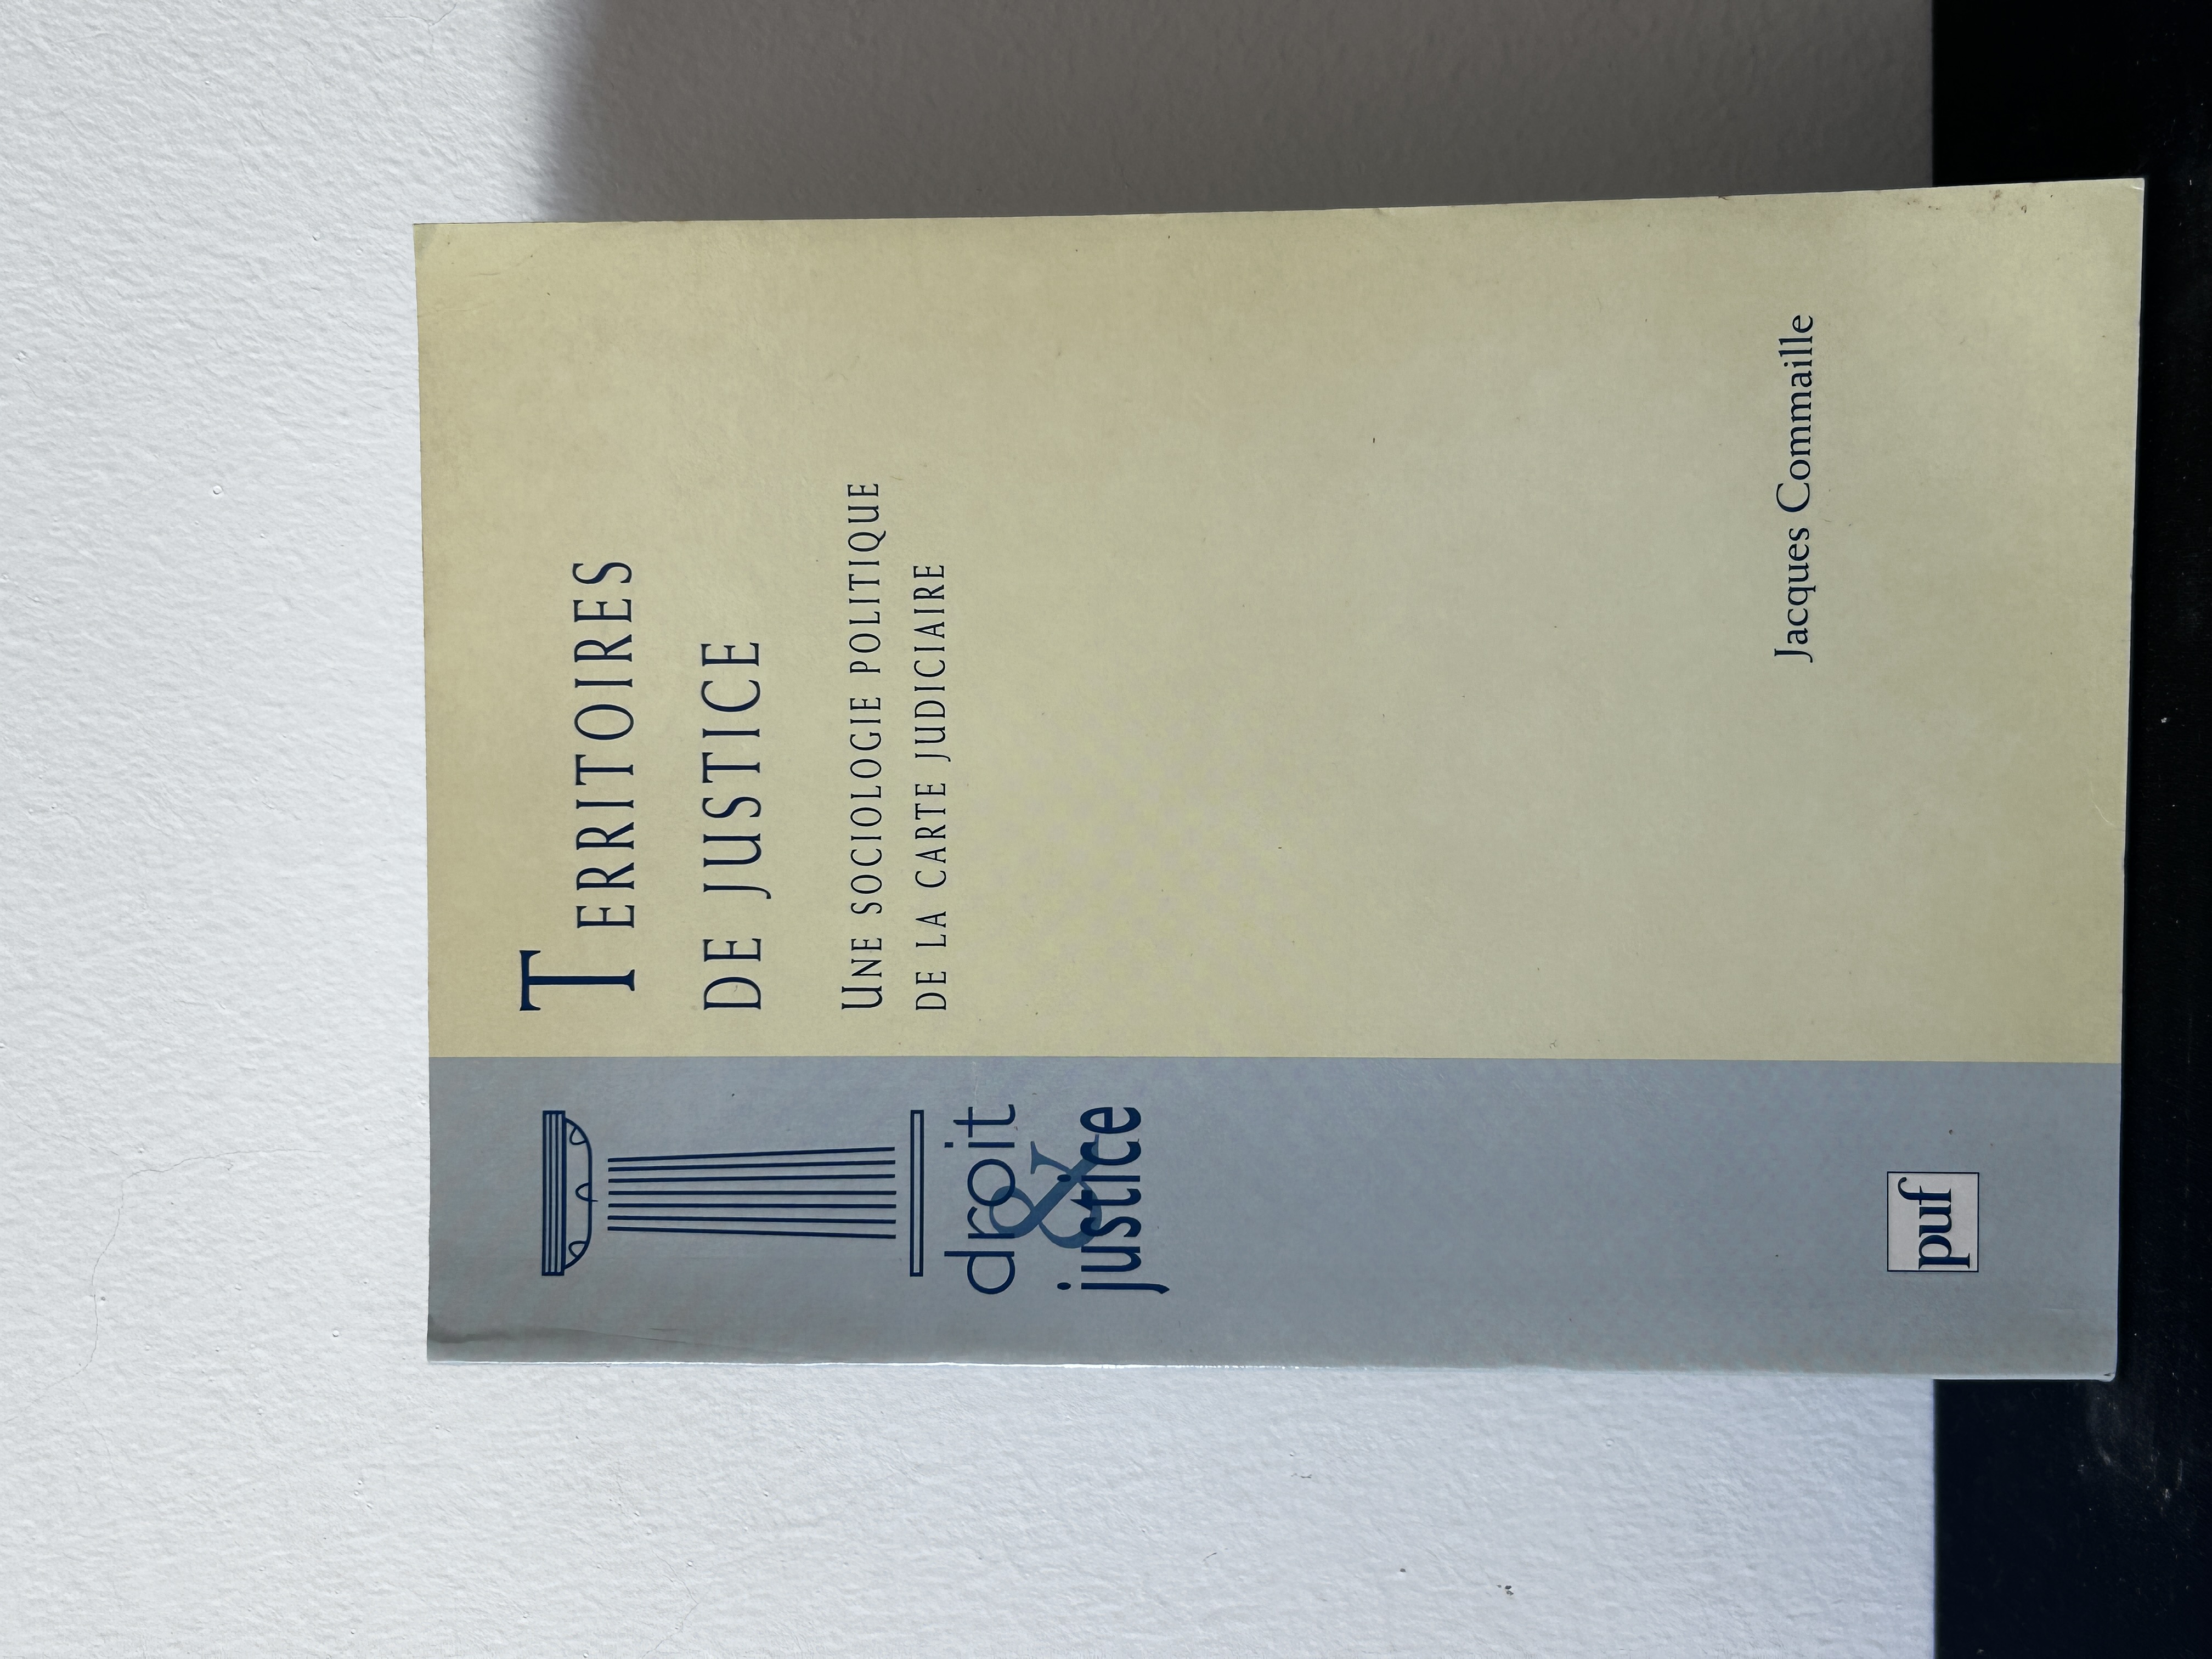 TERRITOIRES
DE JUSTICE
UNE SOCIOLOGIE POLITIQUE
DE LA CARTE JUDICIAIRE
droit
&
justice
Jacques Commaille
puf